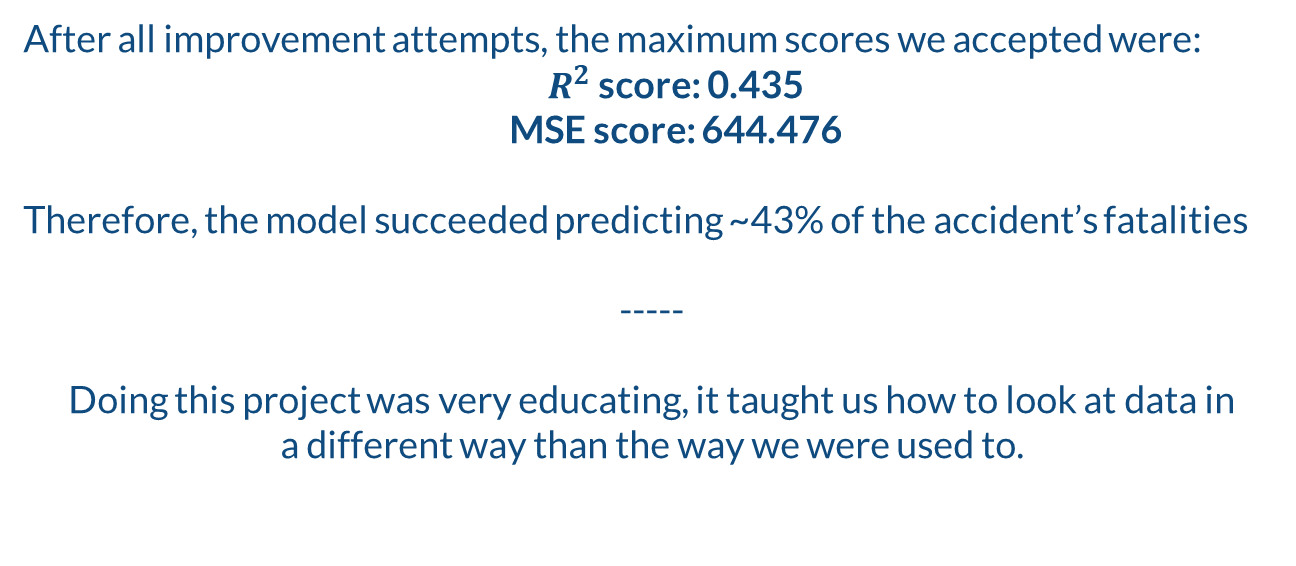 After all improvement attempts, the maximum scores we accepted were:
R² score: 0.435
MSE score: 644.476
Therefore, the model succeeded predicting ~43% of the accident’s fatalities
-----
Doing this project was very educating, it taught us how to look at data in
a different way than the way we were used to.